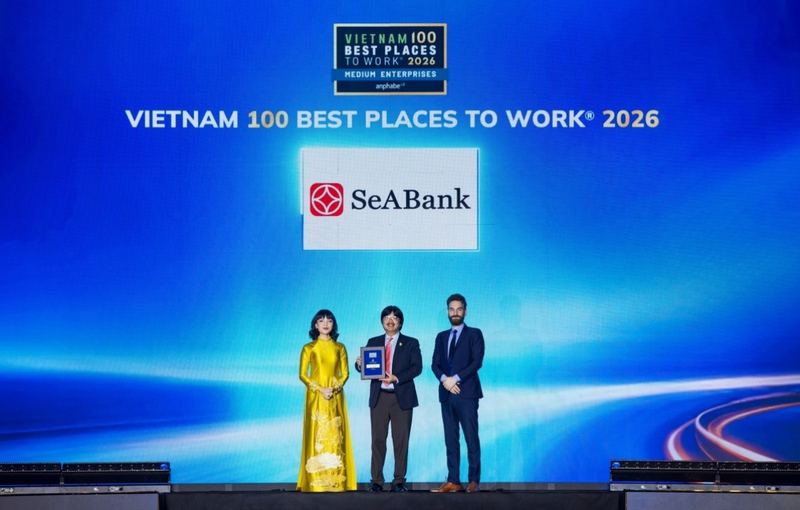 VIETNAM 100
BEST PLACES
TO WORK® 2026
MEDIUM ENTERPRISES
anphabe
VIETNAM 100 BEST PLACES TO WORK® 2026
SeABank